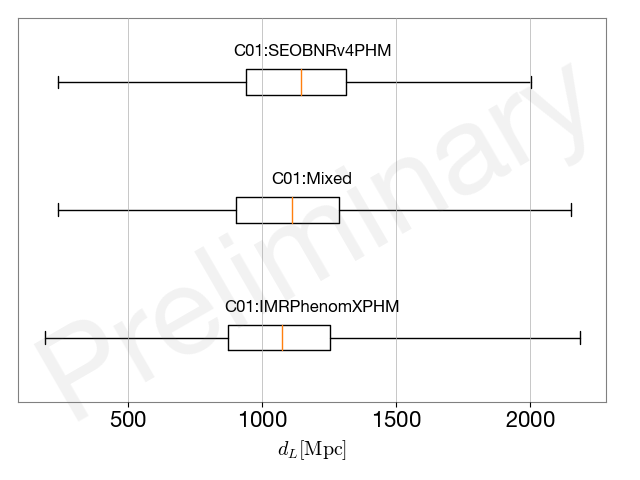 C01:SEOBNRv4PHM
C01:Mixed
C01:IMRPhenomXPHM
Preliminary
500 1000 1500 2000
d_L[Mpc]